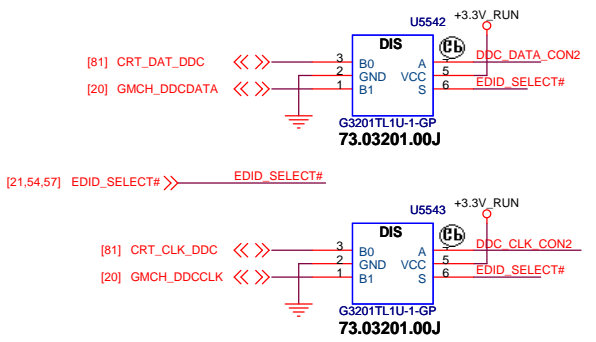 +3.3V_RUN
U5542
DIS
[81] CRT_DAT_DDC
3 B0 A DDC_DATA_CON2
2 GND VCC 5
[20] GMCH_DDCDATA
1 B1 S 6 EDID_SELECT#
G3201TL1U-1-GP
73.03201.00J
[21,54,57] EDID_SELECT# EDID_SELECT#
+3.3V_RUN
U5543
DIS
[81] CRT_CLK_DDC
3 B0 A DDC_CLK_CON2
2 GND VCC 5
[20] GMCH_DDCCLK
1 B1 S 6 EDID_SELECT#
G3201TL1U-1-GP
73.03201.00J